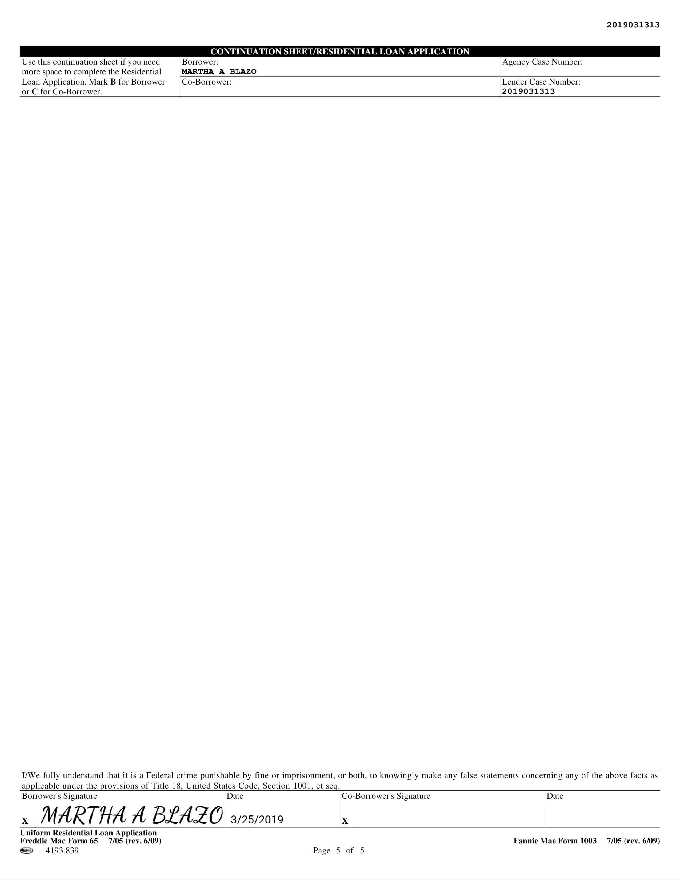 2019031313
CONTINUATION SHEET/RESIDENTIAL LOAN APPLICATION
Use this continuation sheet if you need
more space to complete the Residential
Loan Application. Mark B for Borrower
or C for Co-Borrower.
Borrower:
MARTHA A BLAZO
Agency Case Number:
Co-Borrower:
Lender Case Number:
2019031313
I/We fully understand that it is a Federal crime punishable by fine or imprisonment, or both, to knowingly make any false statements concerning any of the above facts as
applicable under the provisions of Title 18, United States Code, Section 1001, et seq.
Borrower's Signature Date Co-Borrower's Signature Date
X MARTHA A BLAZO 3/25/2019 X
Uniform Residential Loan Application
Freddie Mac Form 65 7/05 (rev. 6/09) Fannie Mae Form 1003 7/05 (rev. 6/09)
Page 5 of 5